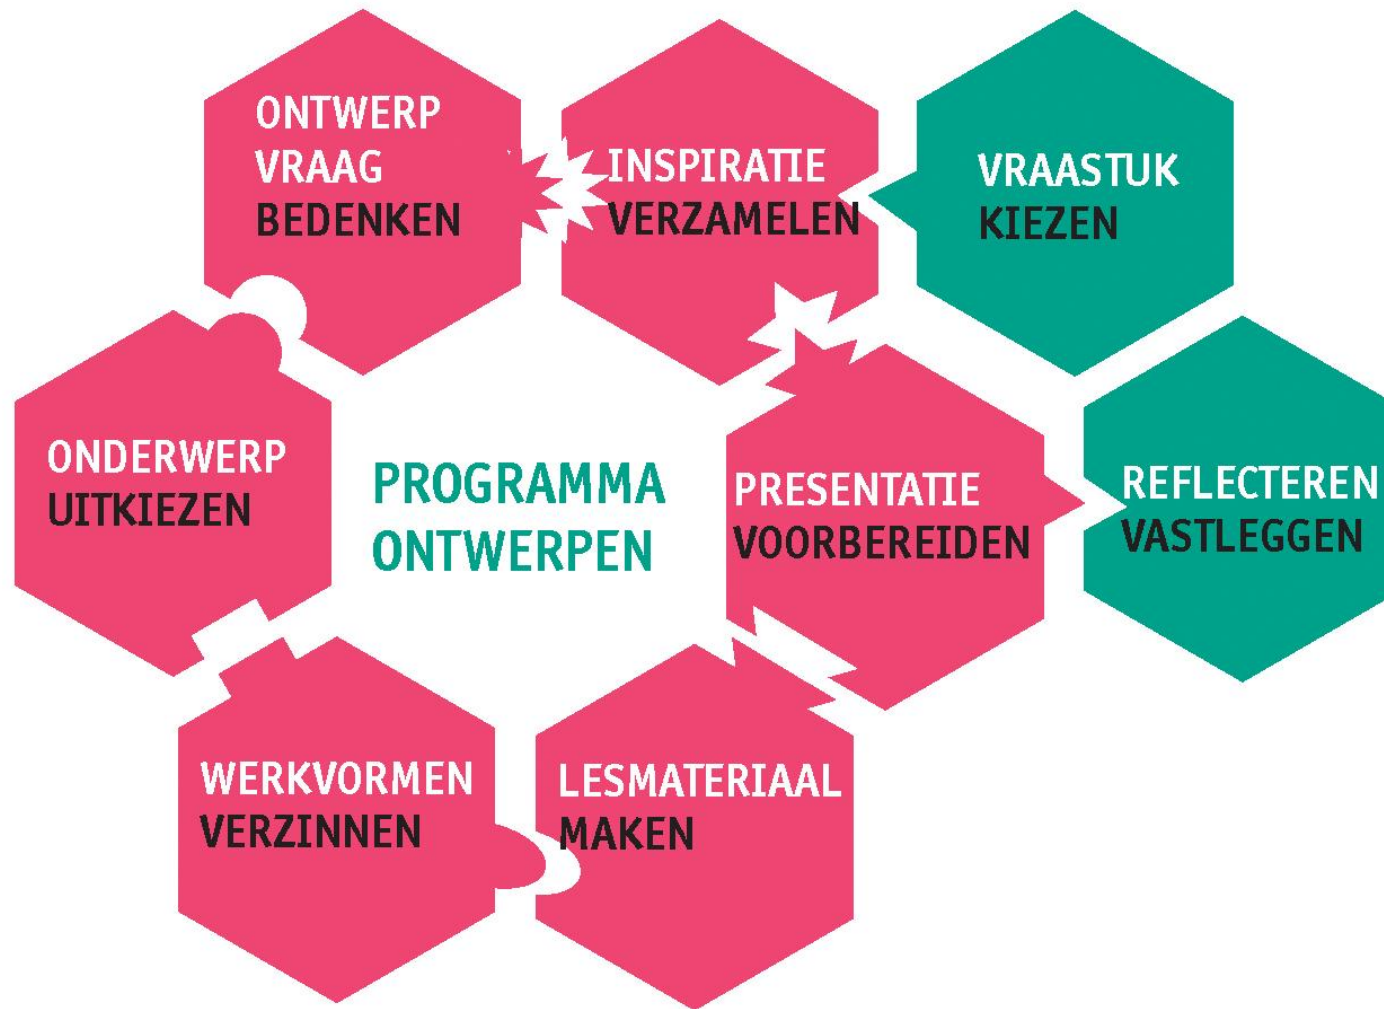 ONTWERP
VRAAG
BEDENKEN
INSPIRATIE
VERZAMELEN
VRAASTUK
KIEZEN
ONDERWERP
UITKIEZEN
PROGRAMMA
ONTWERPEN
PRESENTATIE
VOORBEREIDEN
REFLECTEREN
VASTLEGGEN
WERKVORMEN
VERZINNEN
LESMATERIAAL
MAKEN